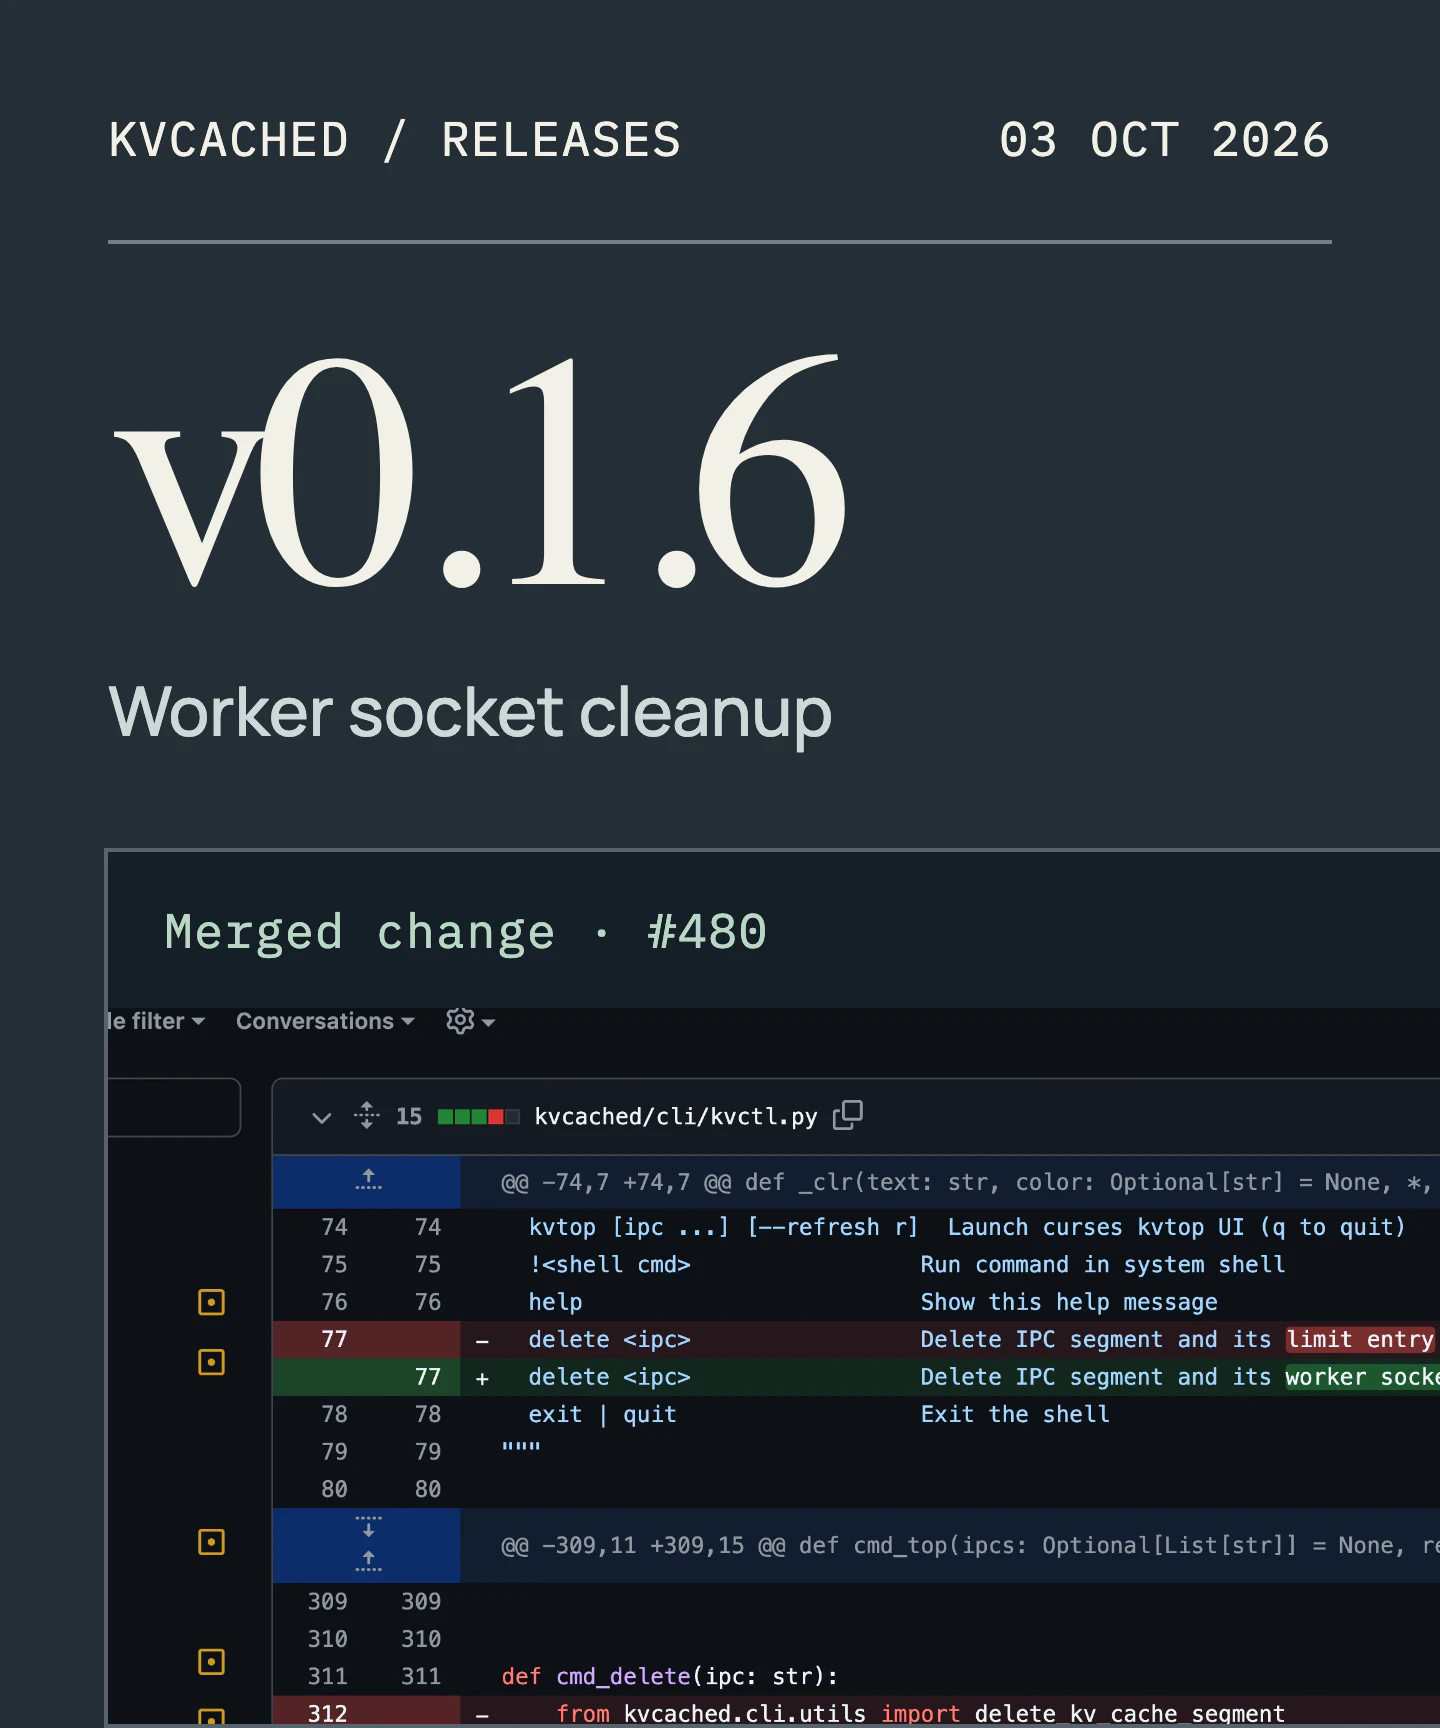 KVCACHED / RELEASES 03 OCT 2026
v0.1.6
Worker socket cleanup
Merged change · #480
le filter Conversations
15 kvcached/cli/kvctl.py
@@ -74,7 +74,7 @@ def _clr(text: str, color: Optional[str] = None, *,
74 74 kvtop [ipc ...] [--refresh r] Launch curses kvtop UI (q to quit)
75 75 !<shell cmd> Run command in system shell
76 76 help Show this help message
77 - delete <ipc> Delete IPC segment and its limit entry
77 + delete <ipc> Delete IPC segment and its worker socke
78 78 exit | quit Exit the shell
79 79 """
80 80
@@ -309,11 +309,15 @@ def cmd_top(ipcs: Optional[List[str]] = None, re
309 309
310 310
311 311 def cmd_delete(ipc: str):
312 - from kvcached.cli.utils import delete_kv_cache_segment